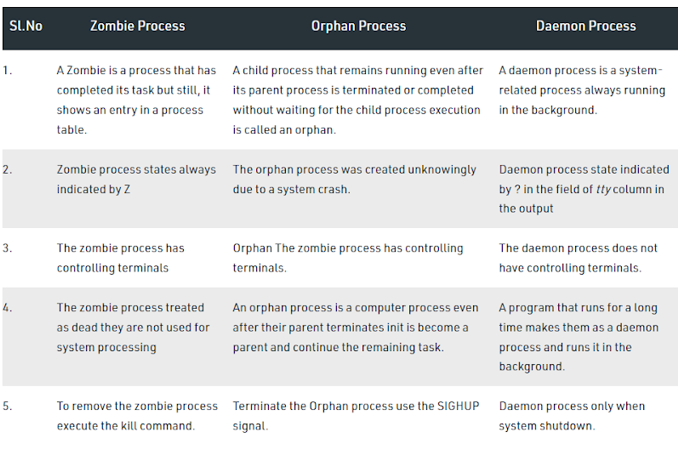 Sl.No Zombie Process Orphan Process Daemon Process
1. A Zombie is a process that has A child process that remains running even after A daemon process is a system-
completed its task but still, it its parent process is terminated or completed related process always running
shows an entry in a process without waiting for the child process execution in the background.
table. is called an orphan.
2. Zombie process states always The orphan process was created unknowingly Daemon process state indicated
indicated by Z due to a system crash. by ? in the field of tty column in
the output
3. The zombie process has Orphan The zombie process has controlling The daemon process does not
controlling terminals terminals. have controlling terminals.
4. The zombie process treated An orphan process is a computer process even A program that runs for a long
as dead they are not used for after their parent terminates init is become a time makes them as a daemon
system processing parent and continue the remaining task. process and runs it in the
background.
5. To remove the zombie process Terminate the Orphan process use the SIGHUP Daemon process only when
execute the kill command. signal. system shutdown.